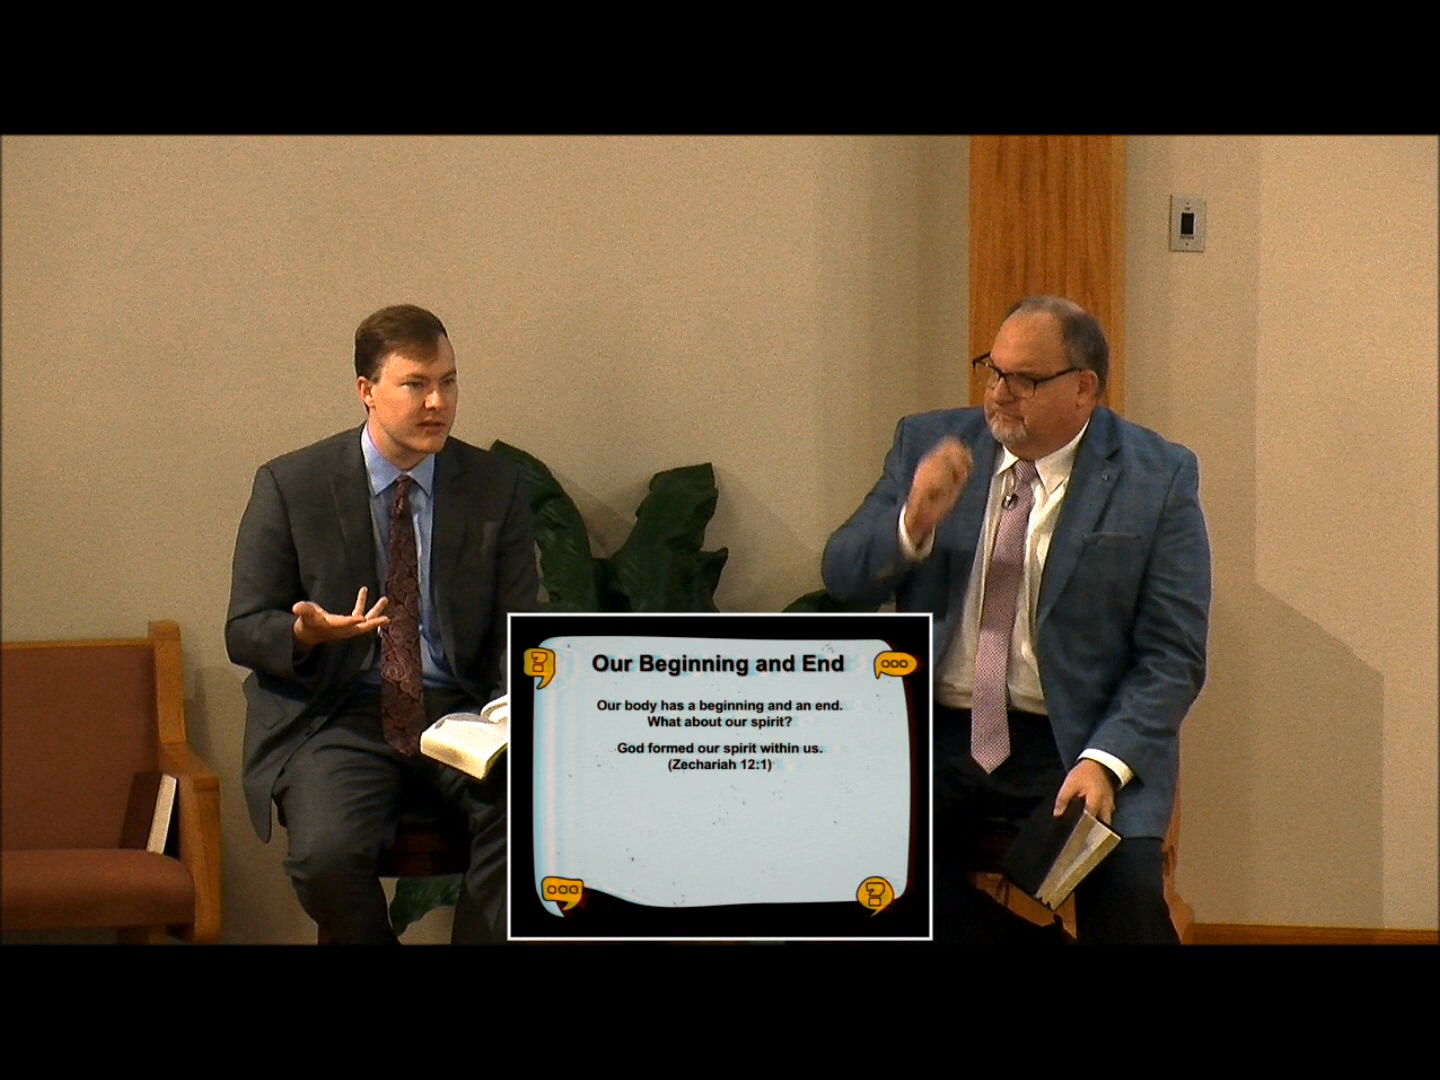 Our Beginning and End
Our body has a beginning and an end.
What about our spirit?
God formed our spirit within us.
(Zechariah 12:1)